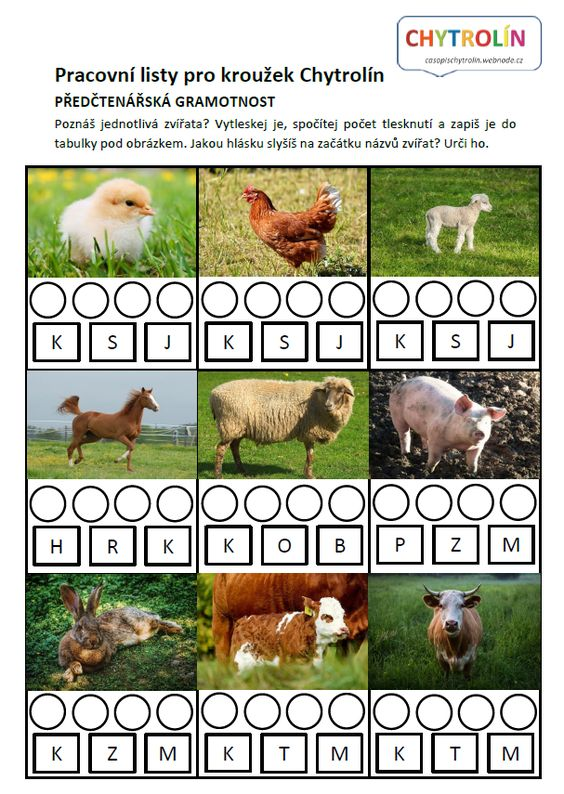 CHYTROLÍN
casopischytrolin.webnode.cz
Pracovní listy pro kroužek Chytrolín
PŘEDČTENÁŘSKÁ GRAMOTNOST
Poznáš jednotlivá zvířata? Vytleskej je, spočítej počet tlesknutí a zapiš je do
tabulky pod obrázkem. Jakou hlásku slyšíš na začátku názvů zvířat? Urči ho.
K S J K S J K S J
H R K K O B P Z M
K Z M K T M K T M